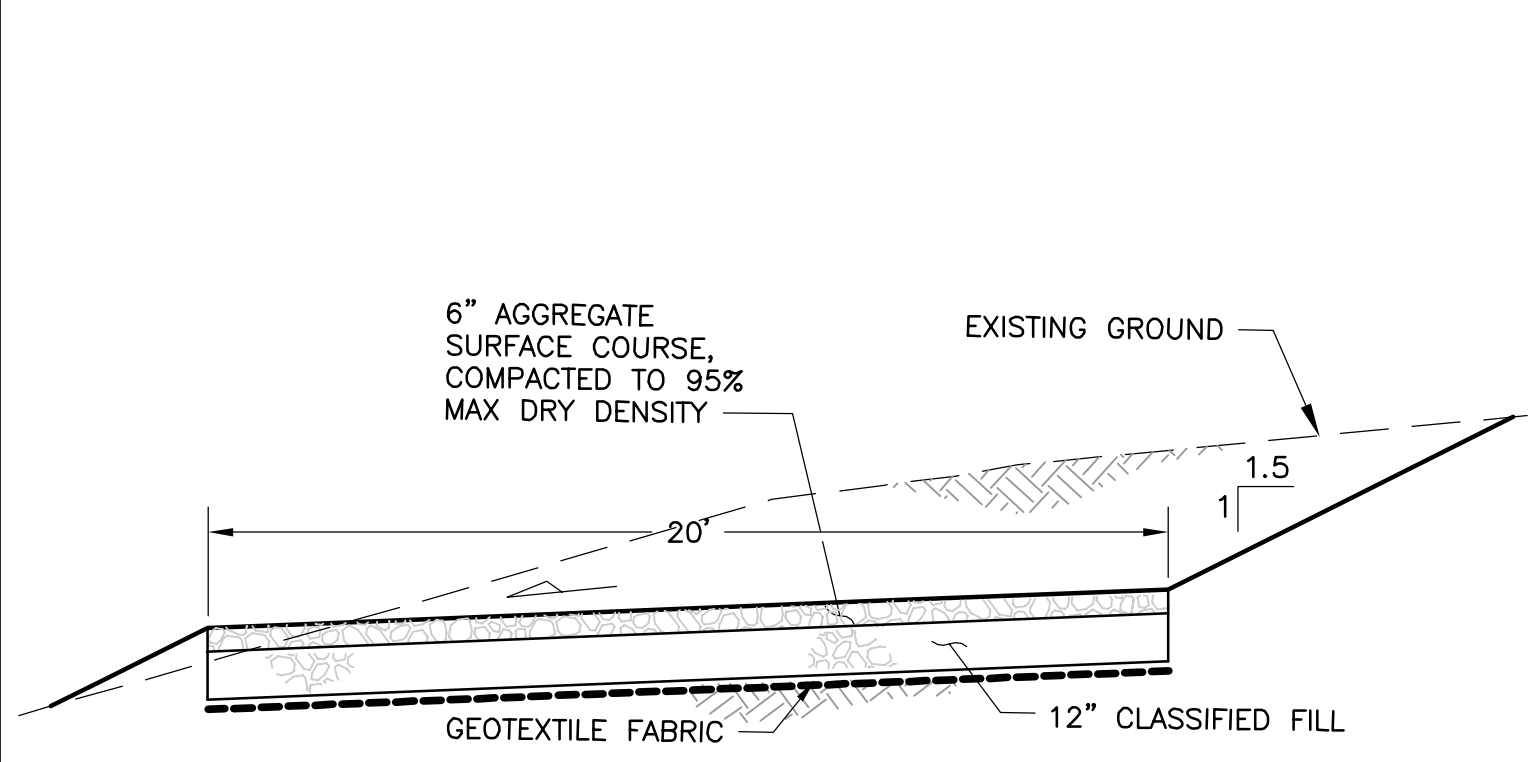 6” AGGREGATE
SURFACE COURSE,
COMPACTED TO 95%
MAX DRY DENSITY
EXISTING GROUND
1.5
1
20’
GEOTEXTILE FABRIC
12” CLASSIFIED FILL